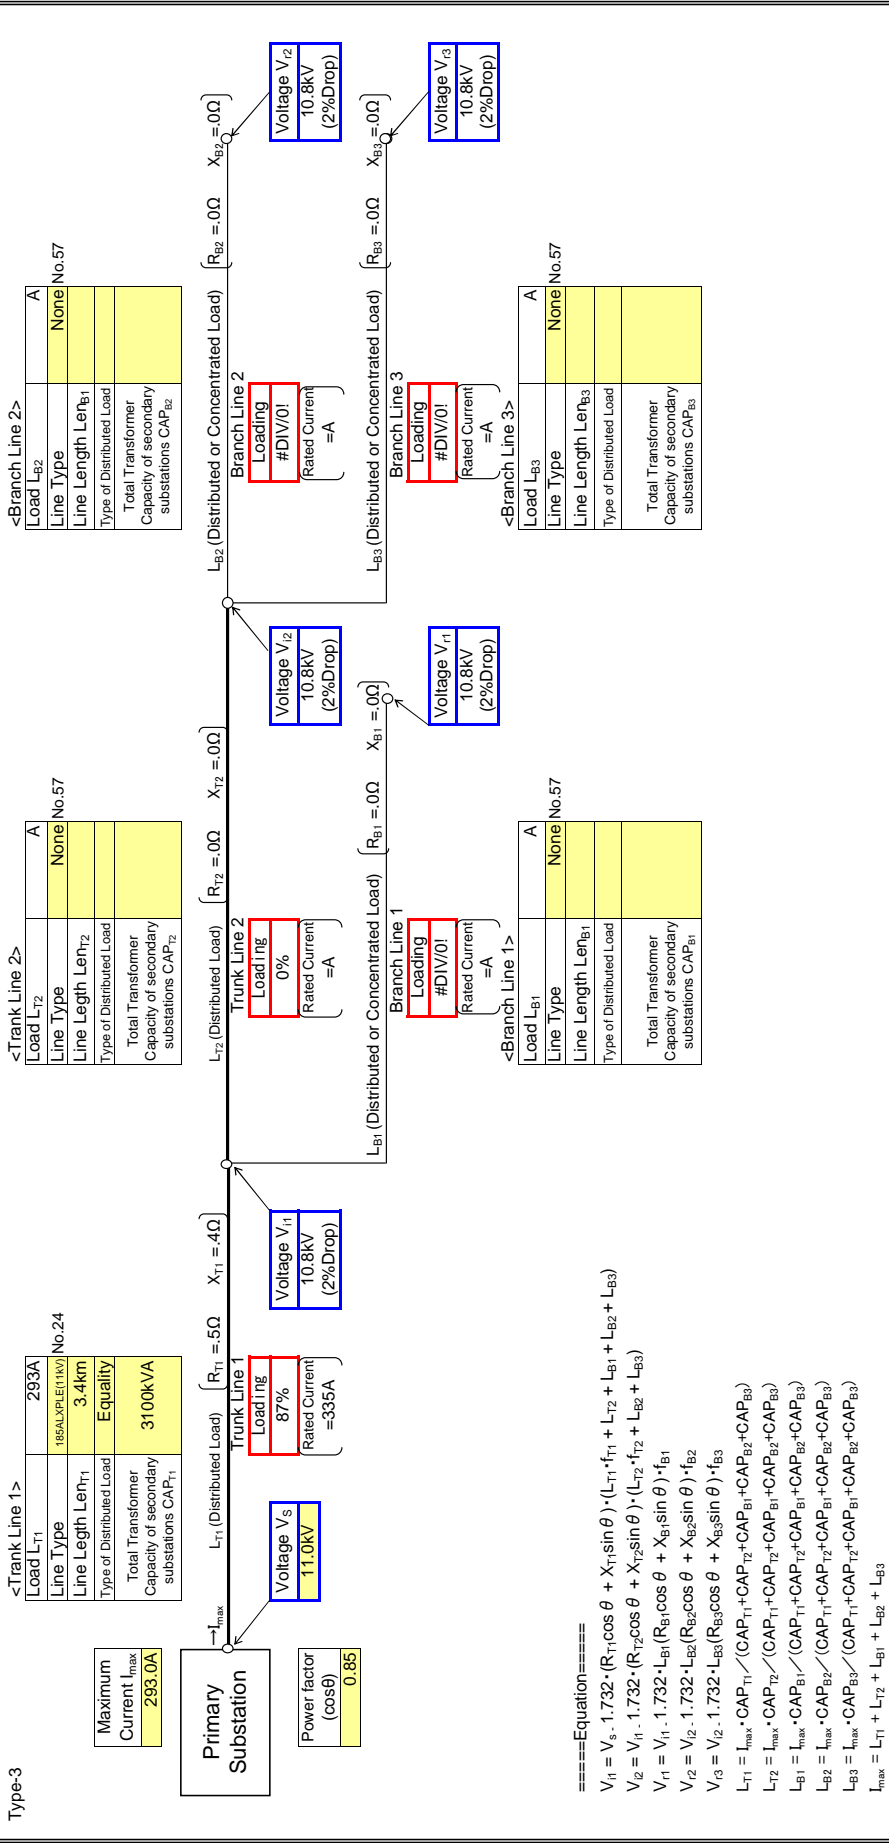 Type-3
Maximum
Current Imax
293.0A
Primary
Substation
Power factor
(cosθ)
0.85
→Imax
Voltage VS
11.0kV
<Trank Line 1>
Load LT1 293A
Line Type 185ALXPLE(11kV) No.24
Line Legth LenT1 3.4km
Type of Distributed Load Equality
Total Transformer
Capacity of secondary
substations CAPT1
3100kVA
LT1 (Distributed Load)
RT1 =.5Ω XT1 =.4Ω
Trunk Line 1
Loading
87%
Rated Current
=335A
Voltage Vi1
10.8kV
(2%Drop)
<Trank Line 2>
Load LT2 A
Line Type None No.57
Line Legth LenT2
Type of Distributed Load
Total Transformer
Capacity of secondary
substations CAPT2
LT2 (Distributed Load)
RT2 =.0Ω XT2 =.0Ω
Trunk Line 2
Loading
0%
Rated Current
=A
Voltage Vi2
10.8kV
(2%Drop)
LB1 (Distributed or Concentrated Load)
RB1 =.0Ω XB1 =.0Ω
Branch Line 1
Loading
#DIV/0!
Rated Current
=A
Voltage Vr1
10.8kV
(2%Drop)
<Branch Line 1>
Load LB1 A
Line Type None No.57
Line Length LenB1
Type of Distributed Load
Total Transformer
Capacity of secondary
substations CAPB1
<Branch Line 2>
Load LB2 A
Line Type None No.57
Line Length LenB1
Type of Distributed Load
Total Transformer
Capacity of secondary
substations CAPB2
LB2 (Distributed or Concentrated Load)
RB2 =.0Ω XB2 =.0Ω
Branch Line 2
Loading
#DIV/0!
Rated Current
=A
Voltage Vr2
10.8kV
(2%Drop)
LB3 (Distributed or Concentrated Load)
RB3 =.0Ω XB3 =.0Ω
Branch Line 3
Loading
#DIV/0!
Rated Current
=A
Voltage Vr3
10.8kV
(2%Drop)
<Branch Line 3>
Load LB3 A
Line Type None No.57
Line Length LenB3
Type of Distributed Load
Total Transformer
Capacity of secondary
substations CAPB3
=====Equation=====
Vi1 = Vs - 1.732・(RT1cosθ + XT1sinθ)・(LT1・fT1 + LT2 + LB1 + LB2 + LB3)
Vi2 = Vi1 - 1.732・(RT2cosθ + XT2sinθ)・(LT2・fT2 + LB2 + LB3)
Vr1 = Vi1 - 1.732・LB1(RB1cosθ + XB1sinθ)・fB1
Vr2 = Vi2 - 1.732・LB2(RB2cosθ + XB2sinθ)・fB2
Vr3 = Vi2 - 1.732・LB3(RB3cosθ + XB3sinθ)・fB3
LT1 = Imax・CAPT1／(CAPT1+CAPT2+CAPB1+CAPB2+CAPB3)
LT2 = Imax・CAPT2／(CAPT1+CAPT2+CAPB1+CAPB2+CAPB3)
LB1 = Imax・CAPB1／(CAPT1+CAPT2+CAPB1+CAPB2+CAPB3)
LB2 = Imax・CAPB2／(CAPT1+CAPT2+CAPB1+CAPB2+CAPB3)
LB3 = Imax・CAPB3／(CAPT1+CAPT2+CAPB1+CAPB2+CAPB3)
Imax = LT1 + LT2 + LB1 + LB2 + LB3